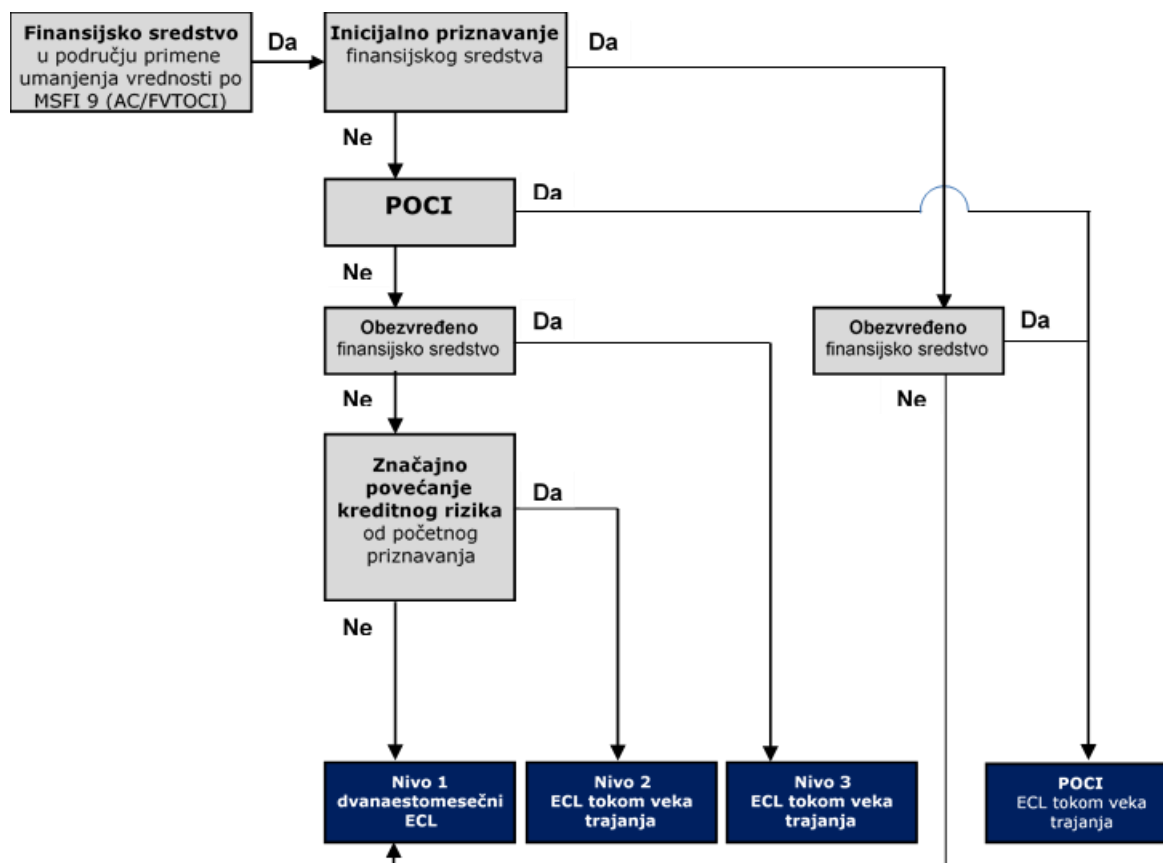 Finansijsko sredstvo
u području primene
umanjenja vrednosti po
MSFI 9 (AC/FVTOCI)
Da
Inicijalno priznavanje
finansijskog sredstva
Da
Ne
POCI
Da
Ne
Obezvređeno
finansijsko sredstvo
Da
Obezvređeno
finansijsko sredstvo
Da
Ne
Ne
Značajno
povećanje
kreditnog rizika
od početnog
priznavanja
Da
Ne
Nivo 1
dvanaestomesečni
ECL
Nivo 2
ECL tokom veka
trajanja
Nivo 3
ECL tokom veka
trajanja
POCI
ECL tokom veka
trajanja